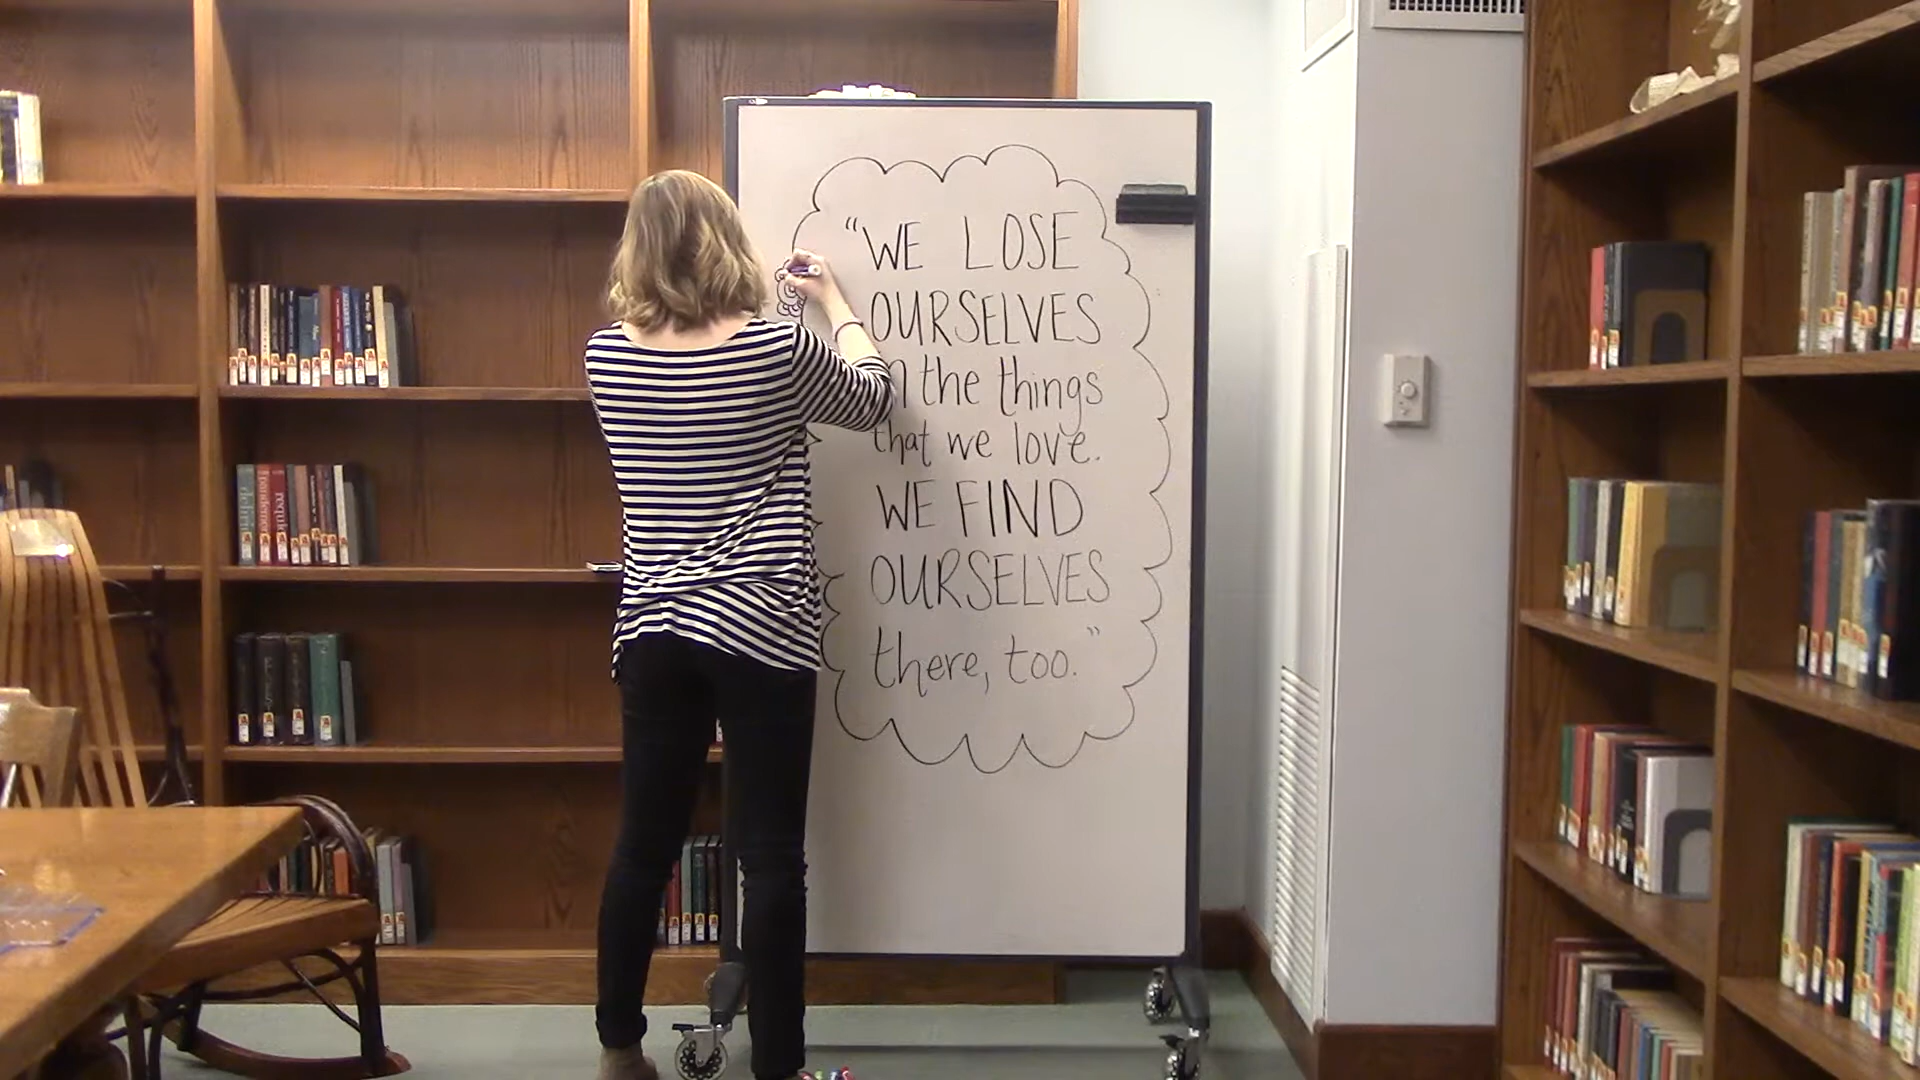 "WE LOSE
OURSELVES
the things
that we love.
WE FIND
OURSELVES
there, too."